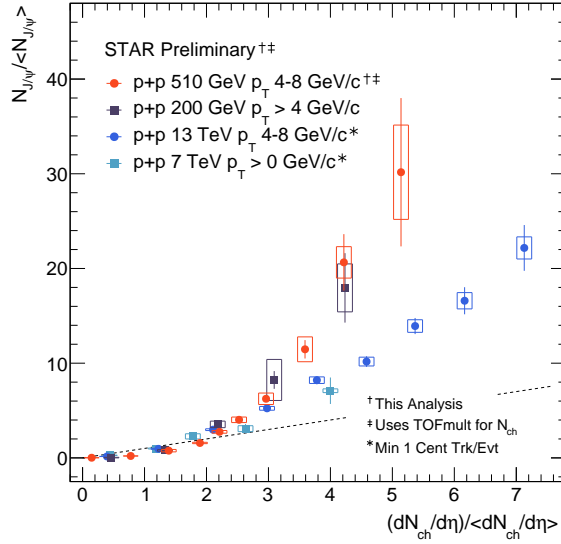 N_J/ψ/<N_J/ψ>
40
20
0
STAR Preliminary†‡
p+p 510 GeV p_T 4-8 GeV/c†‡
p+p 200 GeV p_T > 4 GeV/c
p+p 13 TeV p_T 4-8 GeV/c*
p+p 7 TeV p_T > 0 GeV/c*
†This Analysis
‡Uses TOFmult for N_ch
*Min 1 Cent Trk/Evt
0 1 2 3 4 5 6 7
(dN_ch/dη)/<dN_ch/dη>